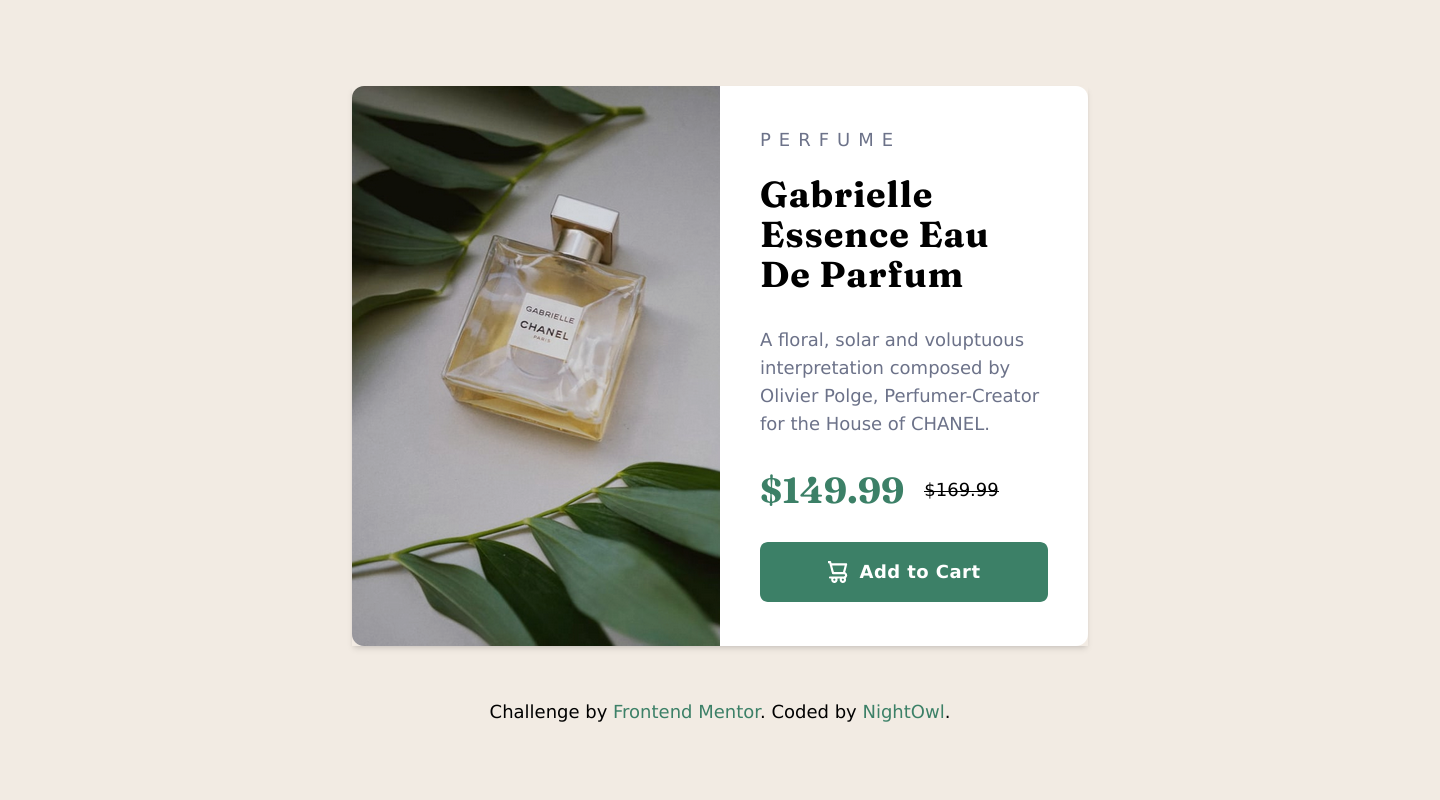 GABRIELLE
CHANEL
PARIS
PERFUME
Gabrielle
Essence Eau
De Parfum
A floral, solar and voluptuous
interpretation composed by
Olivier Polge, Perfumer-Creator
for the House of CHANEL.
$149.99 $169.99
Add to Cart
Challenge by Frontend Mentor. Coded by NightOwl.